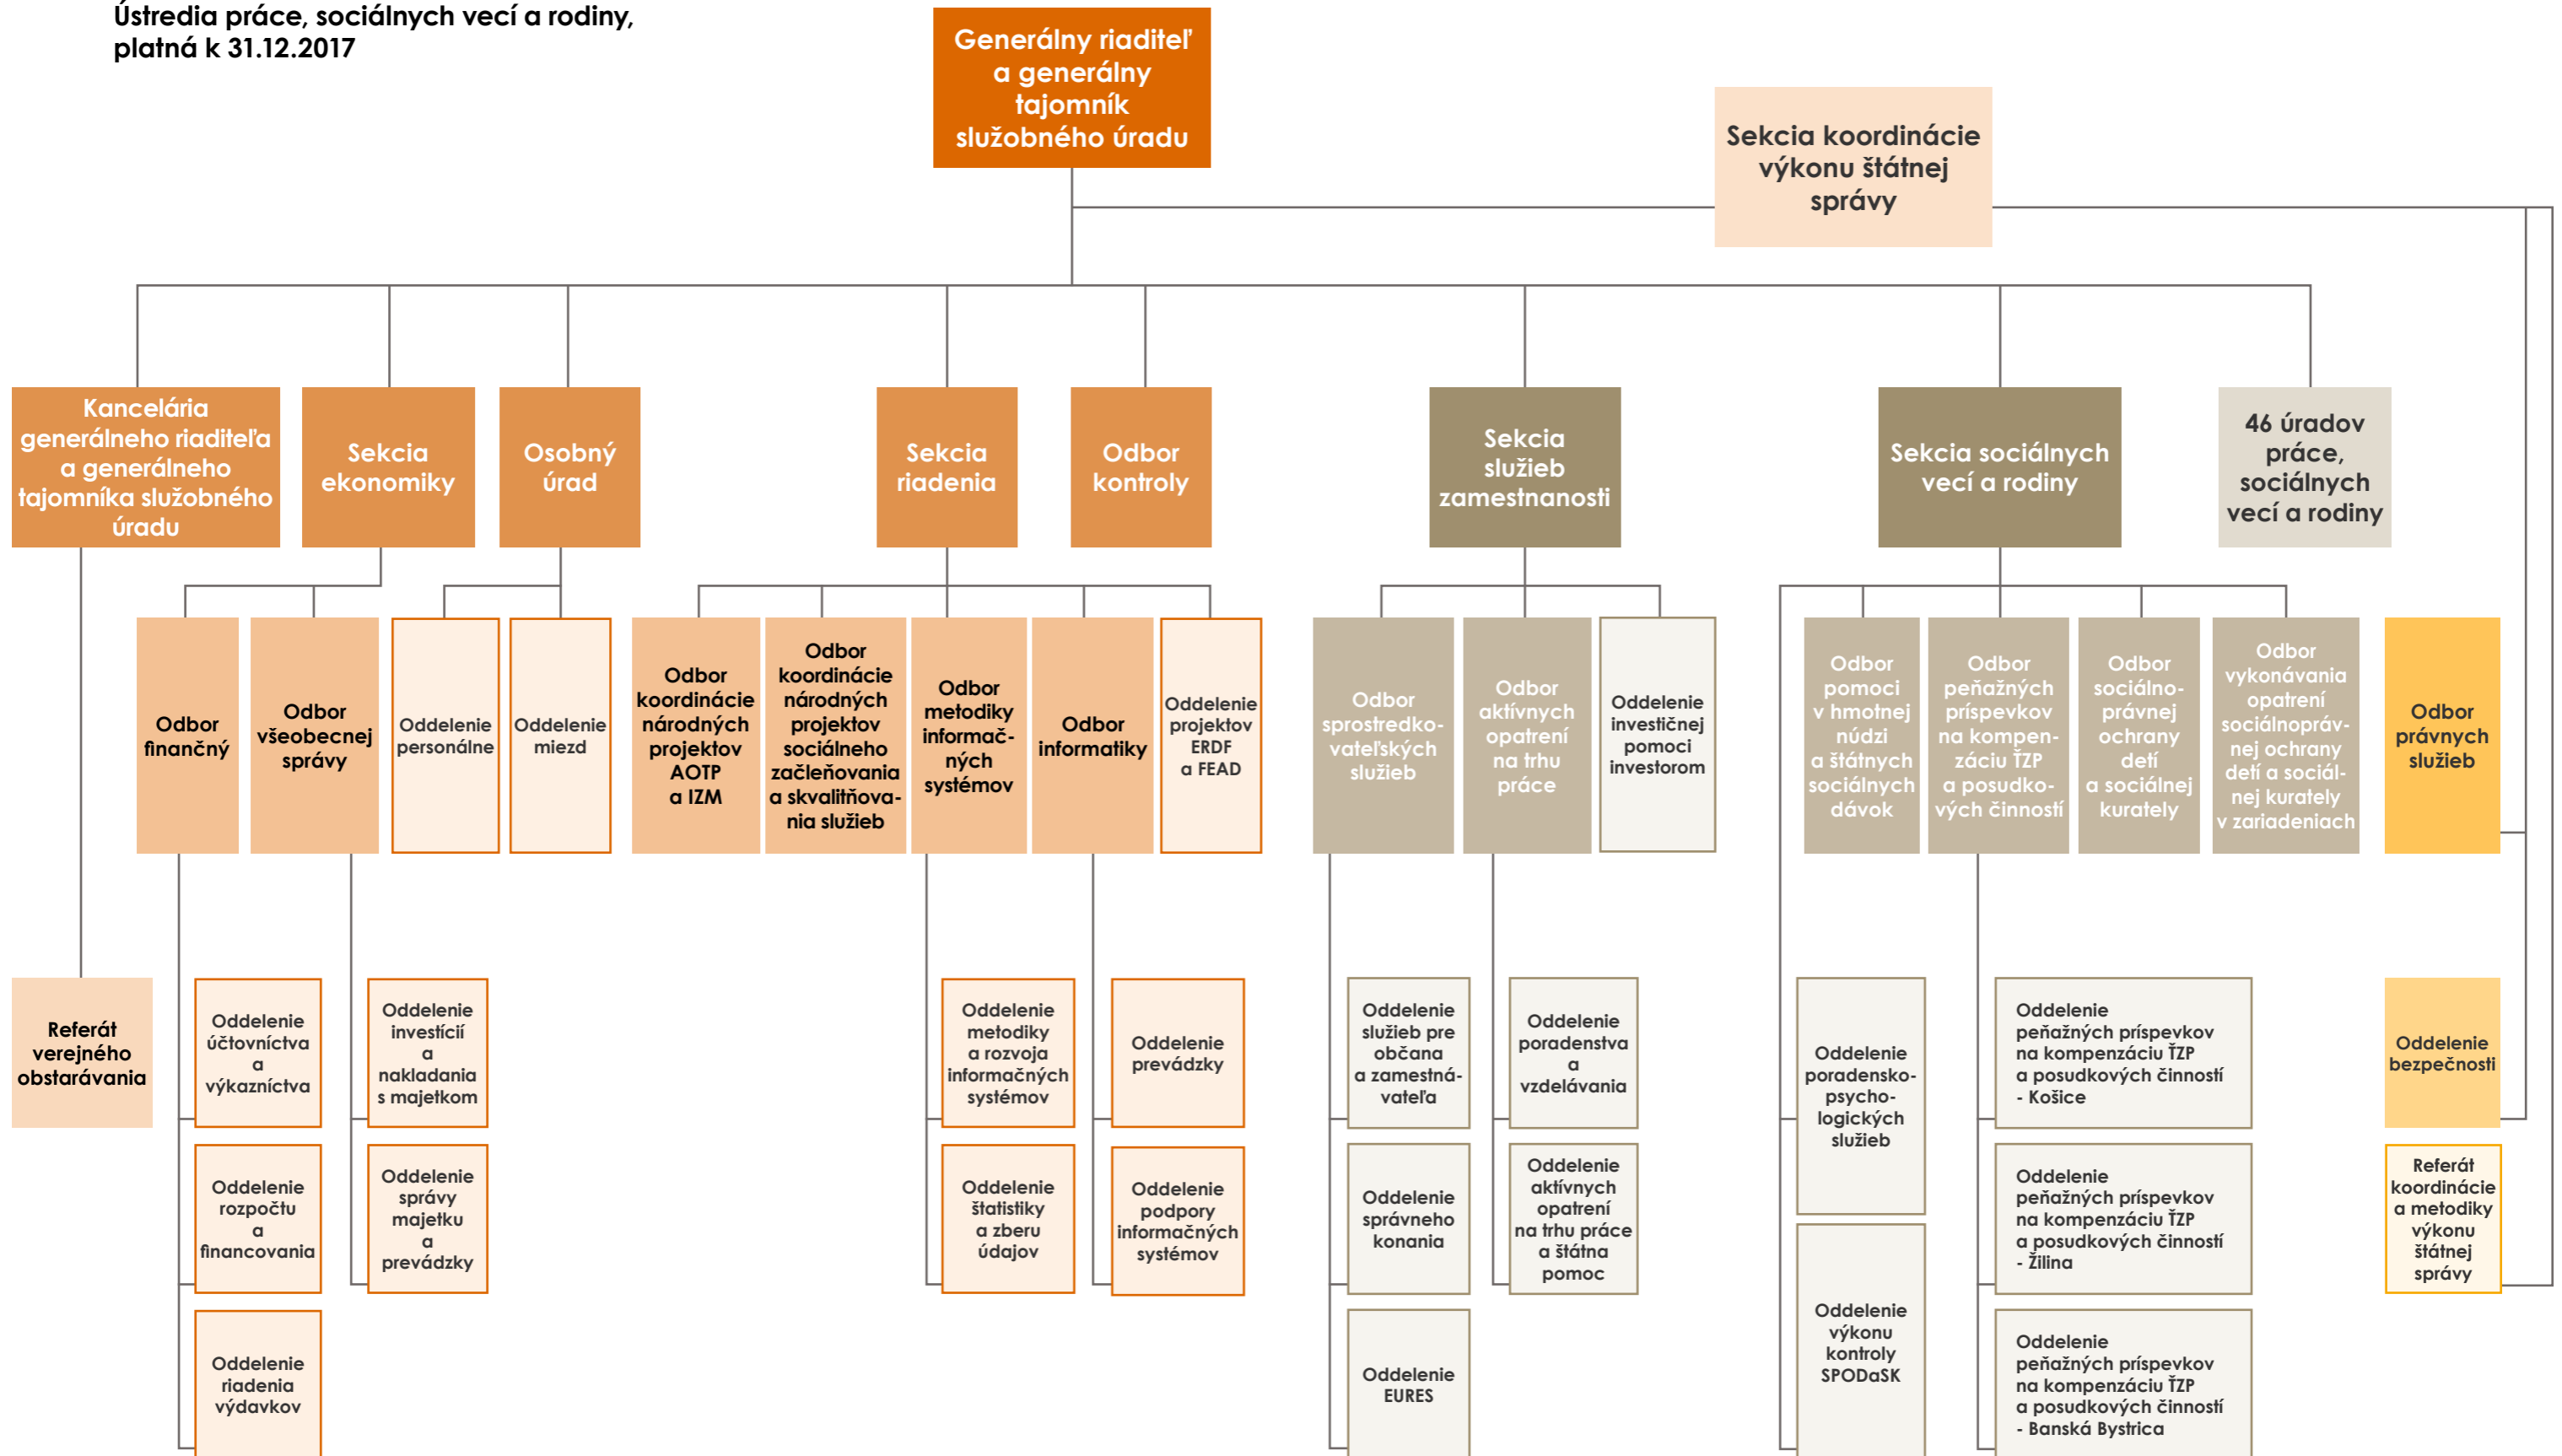 Ústredia práce, sociálnych vecí a rodiny,
platná k 31.12.2017
Generálny riaditeľ
a generálny
tajomník
služobného úradu
Sekcia koordinácie
výkonu štátnej
správy
Kancelária
generálneho riaditeľa
a generálneho
tajomníka služobného
úradu
Sekcia
ekonomiky
Osobný
úrad
Sekcia
riadenia
Odbor
kontroly
Sekcia
služieb
zamestnanosti
Sekcia sociálnych
vecí a rodiny
46 úradov
práce,
sociálnych
vecí a rodiny
Odbor
finančný
Odbor
všeobecnej
správy
Oddelenie
personálne
Oddelenie
miezd
Odbor
koordinácie
národných
projektov
AOTP
a IZM
Odbor
koordinácie
národných
projektov
sociálneho
začleňovania
a skvalitňova-
nia služieb
Odbor
metodiky
informač-
ných
systémov
Odbor
informatiky
Oddelenie
projektov
ERDF
a FEAD
Odbor
sprostredko-
vateľských
služieb
Odbor
aktívnych
opatrení
na trhu
práce
Oddelenie
investičnej
pomoci
investorom
Odbor
pomoci
v hmotnej
núdzi
a štátnych
sociálnych
dávok
Odbor
peňažných
príspevkov
na kompen-
záciu ŤZP
a posudko-
vých činností
Odbor
sociálno-
právnej
ochrany
detí
a sociálnej
kurately
Odbor
vykonávania
opatrení
sociálnopráv-
nej ochrany
detí a sociál-
nej kurately
v zariadeniach
Odbor
právnych
služieb
Referát
verejného
obstarávania
Oddelenie
účtovníctva
a
výkazníctva
Oddelenie
investícií
a
nakladania
s majetkom
Oddelenie
metodiky
a rozvoja
informačných
systémov
Oddelenie
prevádzky
Oddelenie
služieb pre
občana
a zamestná-
vateľa
Oddelenie
poradenstva
a
vzdelávania
Oddelenie
poradensko-
psycho-
logických
služieb
Oddelenie
peňažných príspevkov
na kompenzáciu ŤZP
a posudkových činností
- Košice
Oddelenie
bezpečnosti
Oddelenie
rozpočtu
a
financovania
Oddelenie
správy
majetku
a
prevádzky
Oddelenie
štatistiky
a zberu
údajov
Oddelenie
podpory
informačných
systémov
Oddelenie
správneho
konania
Oddelenie
aktívnych
opatrení
na trhu práce
a štátna
pomoc
Oddelenie
peňažných príspevkov
na kompenzáciu ŤZP
a posudkových činností
- Žilina
Referát
koordinácie
a metodiky
výkonu
štátnej
správy
Oddelenie
riadenia
výdavkov
Oddelenie
EURES
Oddelenie
výkonu
kontroly
SPODaSK
Oddelenie
peňažných príspevkov
na kompenzáciu ŤZP
a posudkových činností
- Banská Bystrica